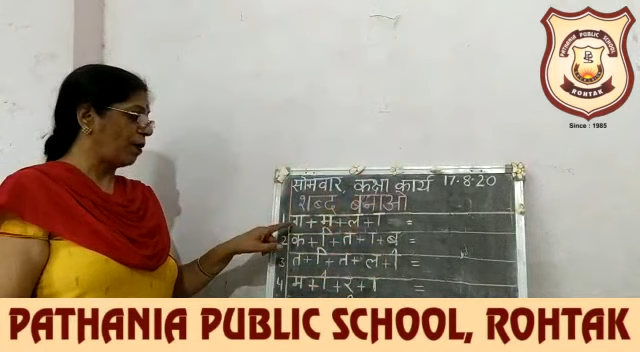 PATHANIA PUBLIC SCHOOL
PPS
ROHTAK
Since : 1985
सोमवार, कक्षा कार्य 17.8.20
शब्द बनाओ
म+ल+ा =
2 क+ि+त+ा+ब =
3 त+ि+त+ल+ी =
4 म+ी+र+ा =
PATHANIA PUBLIC SCHOOL, ROHTAK